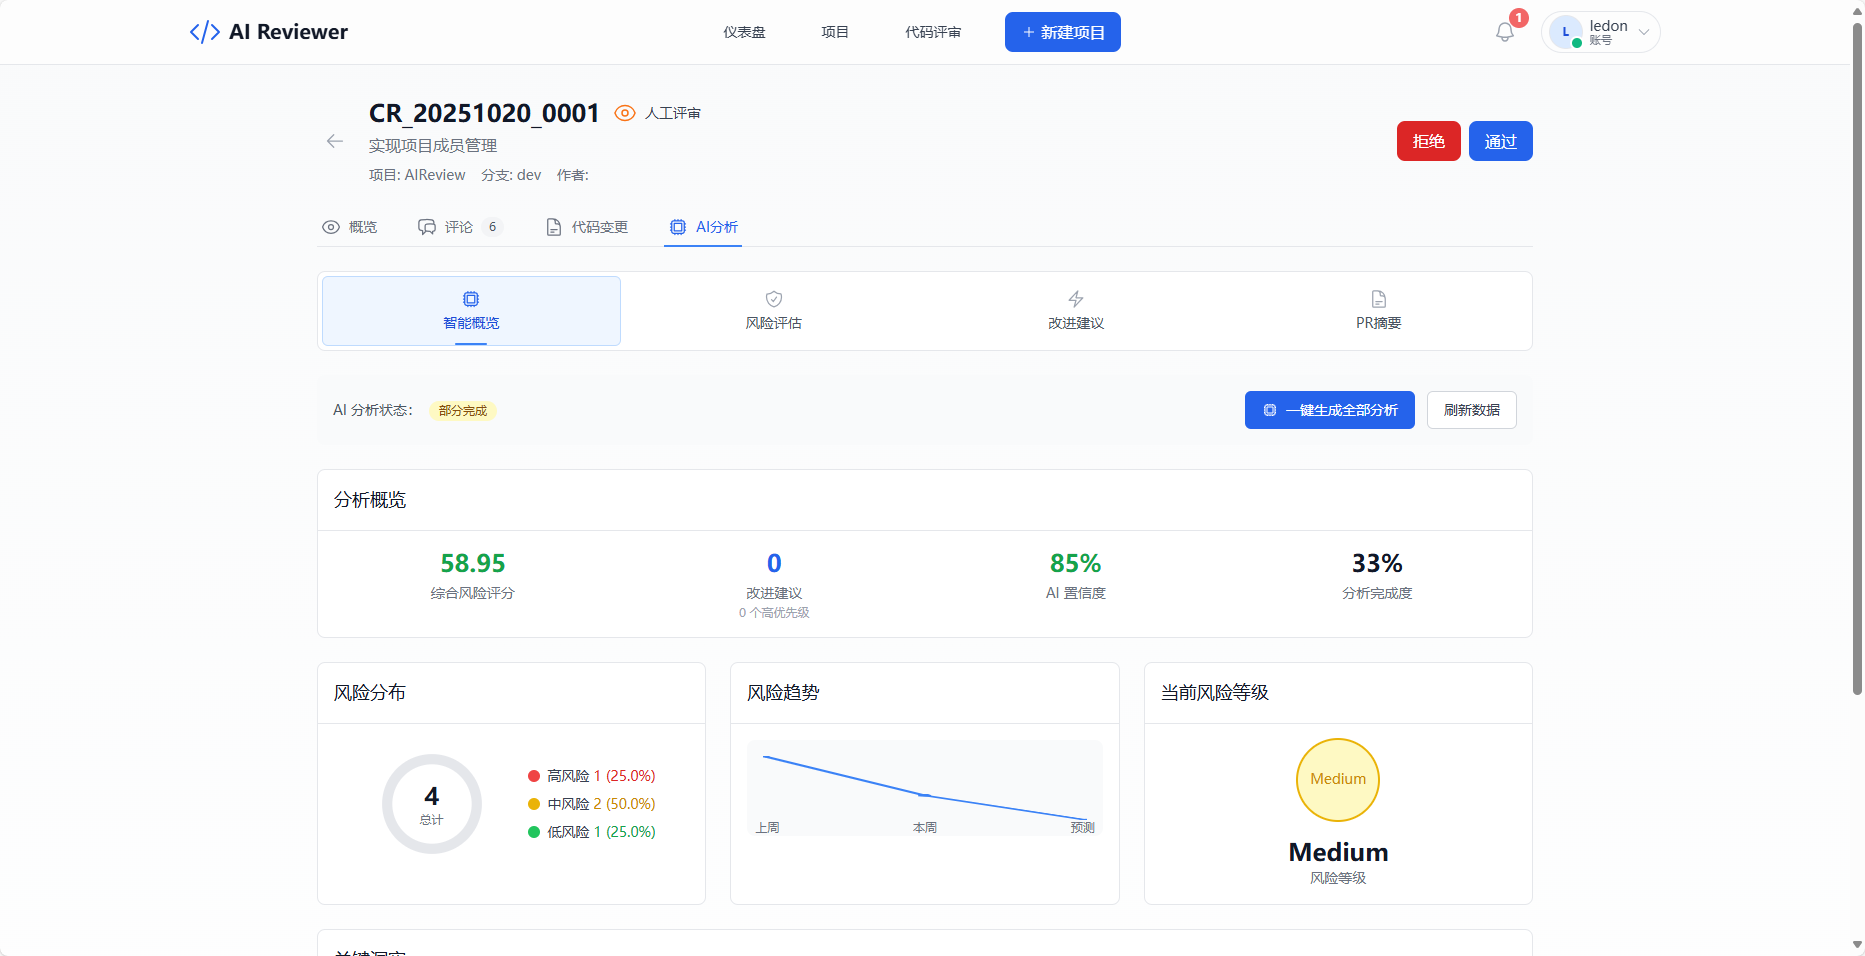 AI Reviewer
仪表盘
项目
代码评审
+ 新建项目
1
L
ledon
账号
CR_20251020_0001
人工评审
实现项目成员管理
项目: AIReview 分支: dev 作者:
拒绝
通过
概览
评论 6
代码变更
AI分析
智能概览
风险评估
改进建议
PR摘要
AI 分析状态:
部分完成
一键生成全部分析
刷新数据
分析概览
58.95
综合风险评分
0
改进建议
0 个高优先级
85%
AI 置信度
33%
分析完成度
风险分布
4
总计
高风险 1 (25.0%)
中风险 2 (50.0%)
低风险 1 (25.0%)
风险趋势
上周
本周
预测
当前风险等级
Medium
Medium
风险等级